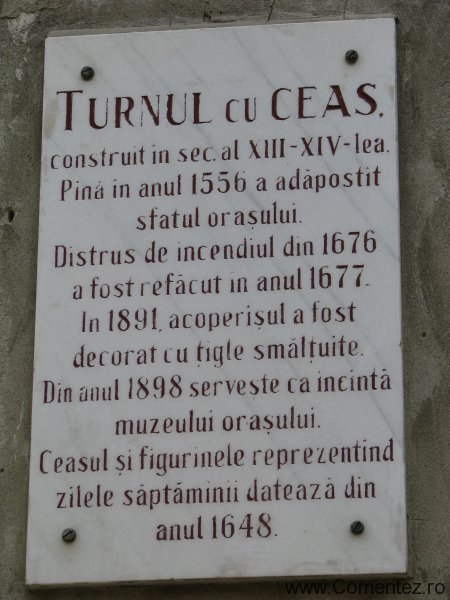 TURNUL CU CEAS,
construit in sec. al XIII-XIV-lea.
Pină in anul 1556 a adăpostit
sfatul orașului.
Distrus de incendiul din 1676
a fost refăcut in anul 1677.
In 1891, acoperișul a fost
decorat cu țigle smălțuite.
Din anul 1898 servește ca incintă
muzeului orașului.
Ceasul și figurinele reprezentind
zilele săptăminii datează din
anul 1648.
www.Comentez.ro